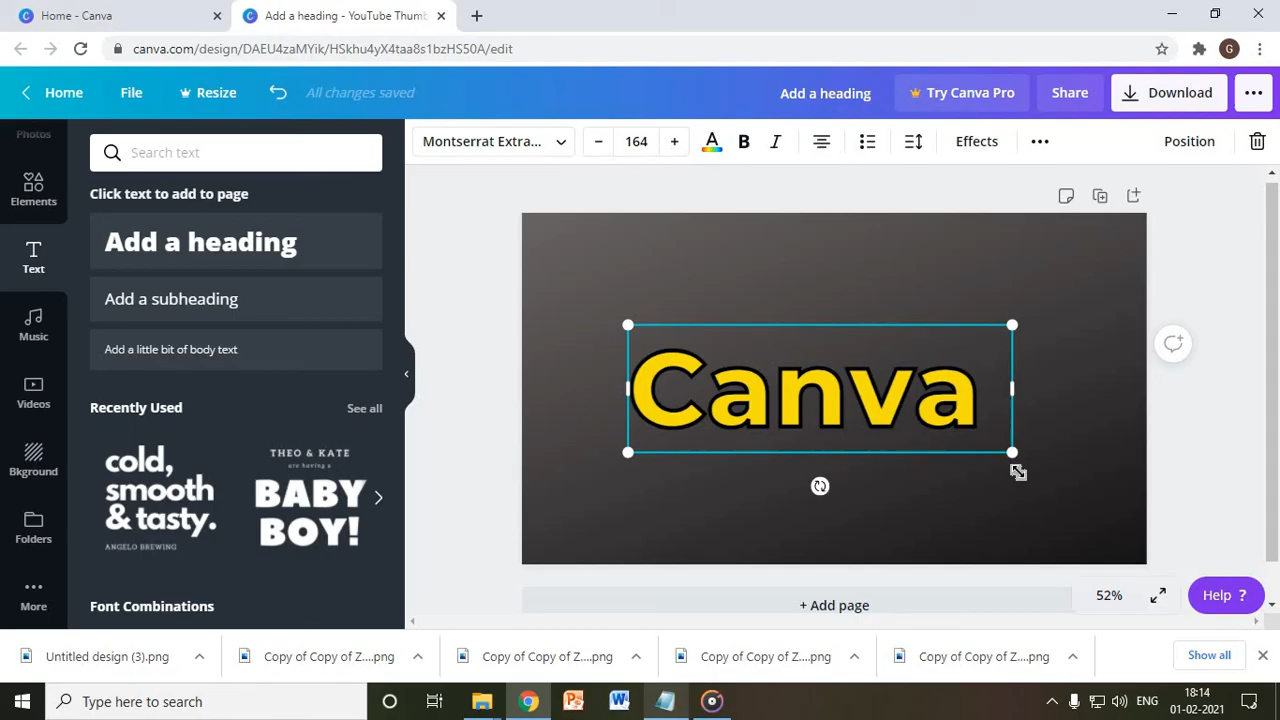 Home - Canva
Add a heading - YouTube Thumb
canva.com/design/DAEU4zaMYik/HSkhu4yX4taa8s1bzHS50A/edit
G
Home File Resize All changes saved Add a heading Try Canva Pro Share Download
Photos
Elements
Text
Music
Videos
Bkground
Folders
More
Search text
Click text to add to page
Add a heading
Add a subheading
Add a little bit of body text
Recently Used See all
cold,
smooth
& tasty.
ANGELO BREWING
THEO & KATE
are having a
BABY
BOY!
Font Combinations
Montserrat Extra... 164 A B I Effects Position
Canva
+ Add page
52%
Help ?
Untitled design (3).png
Copy of Copy of Z....png
Copy of Copy of Z....png
Copy of Copy of Z....png
Copy of Copy of Z....png
Show all
Type here to search
ENG
18:14
01-02-2021